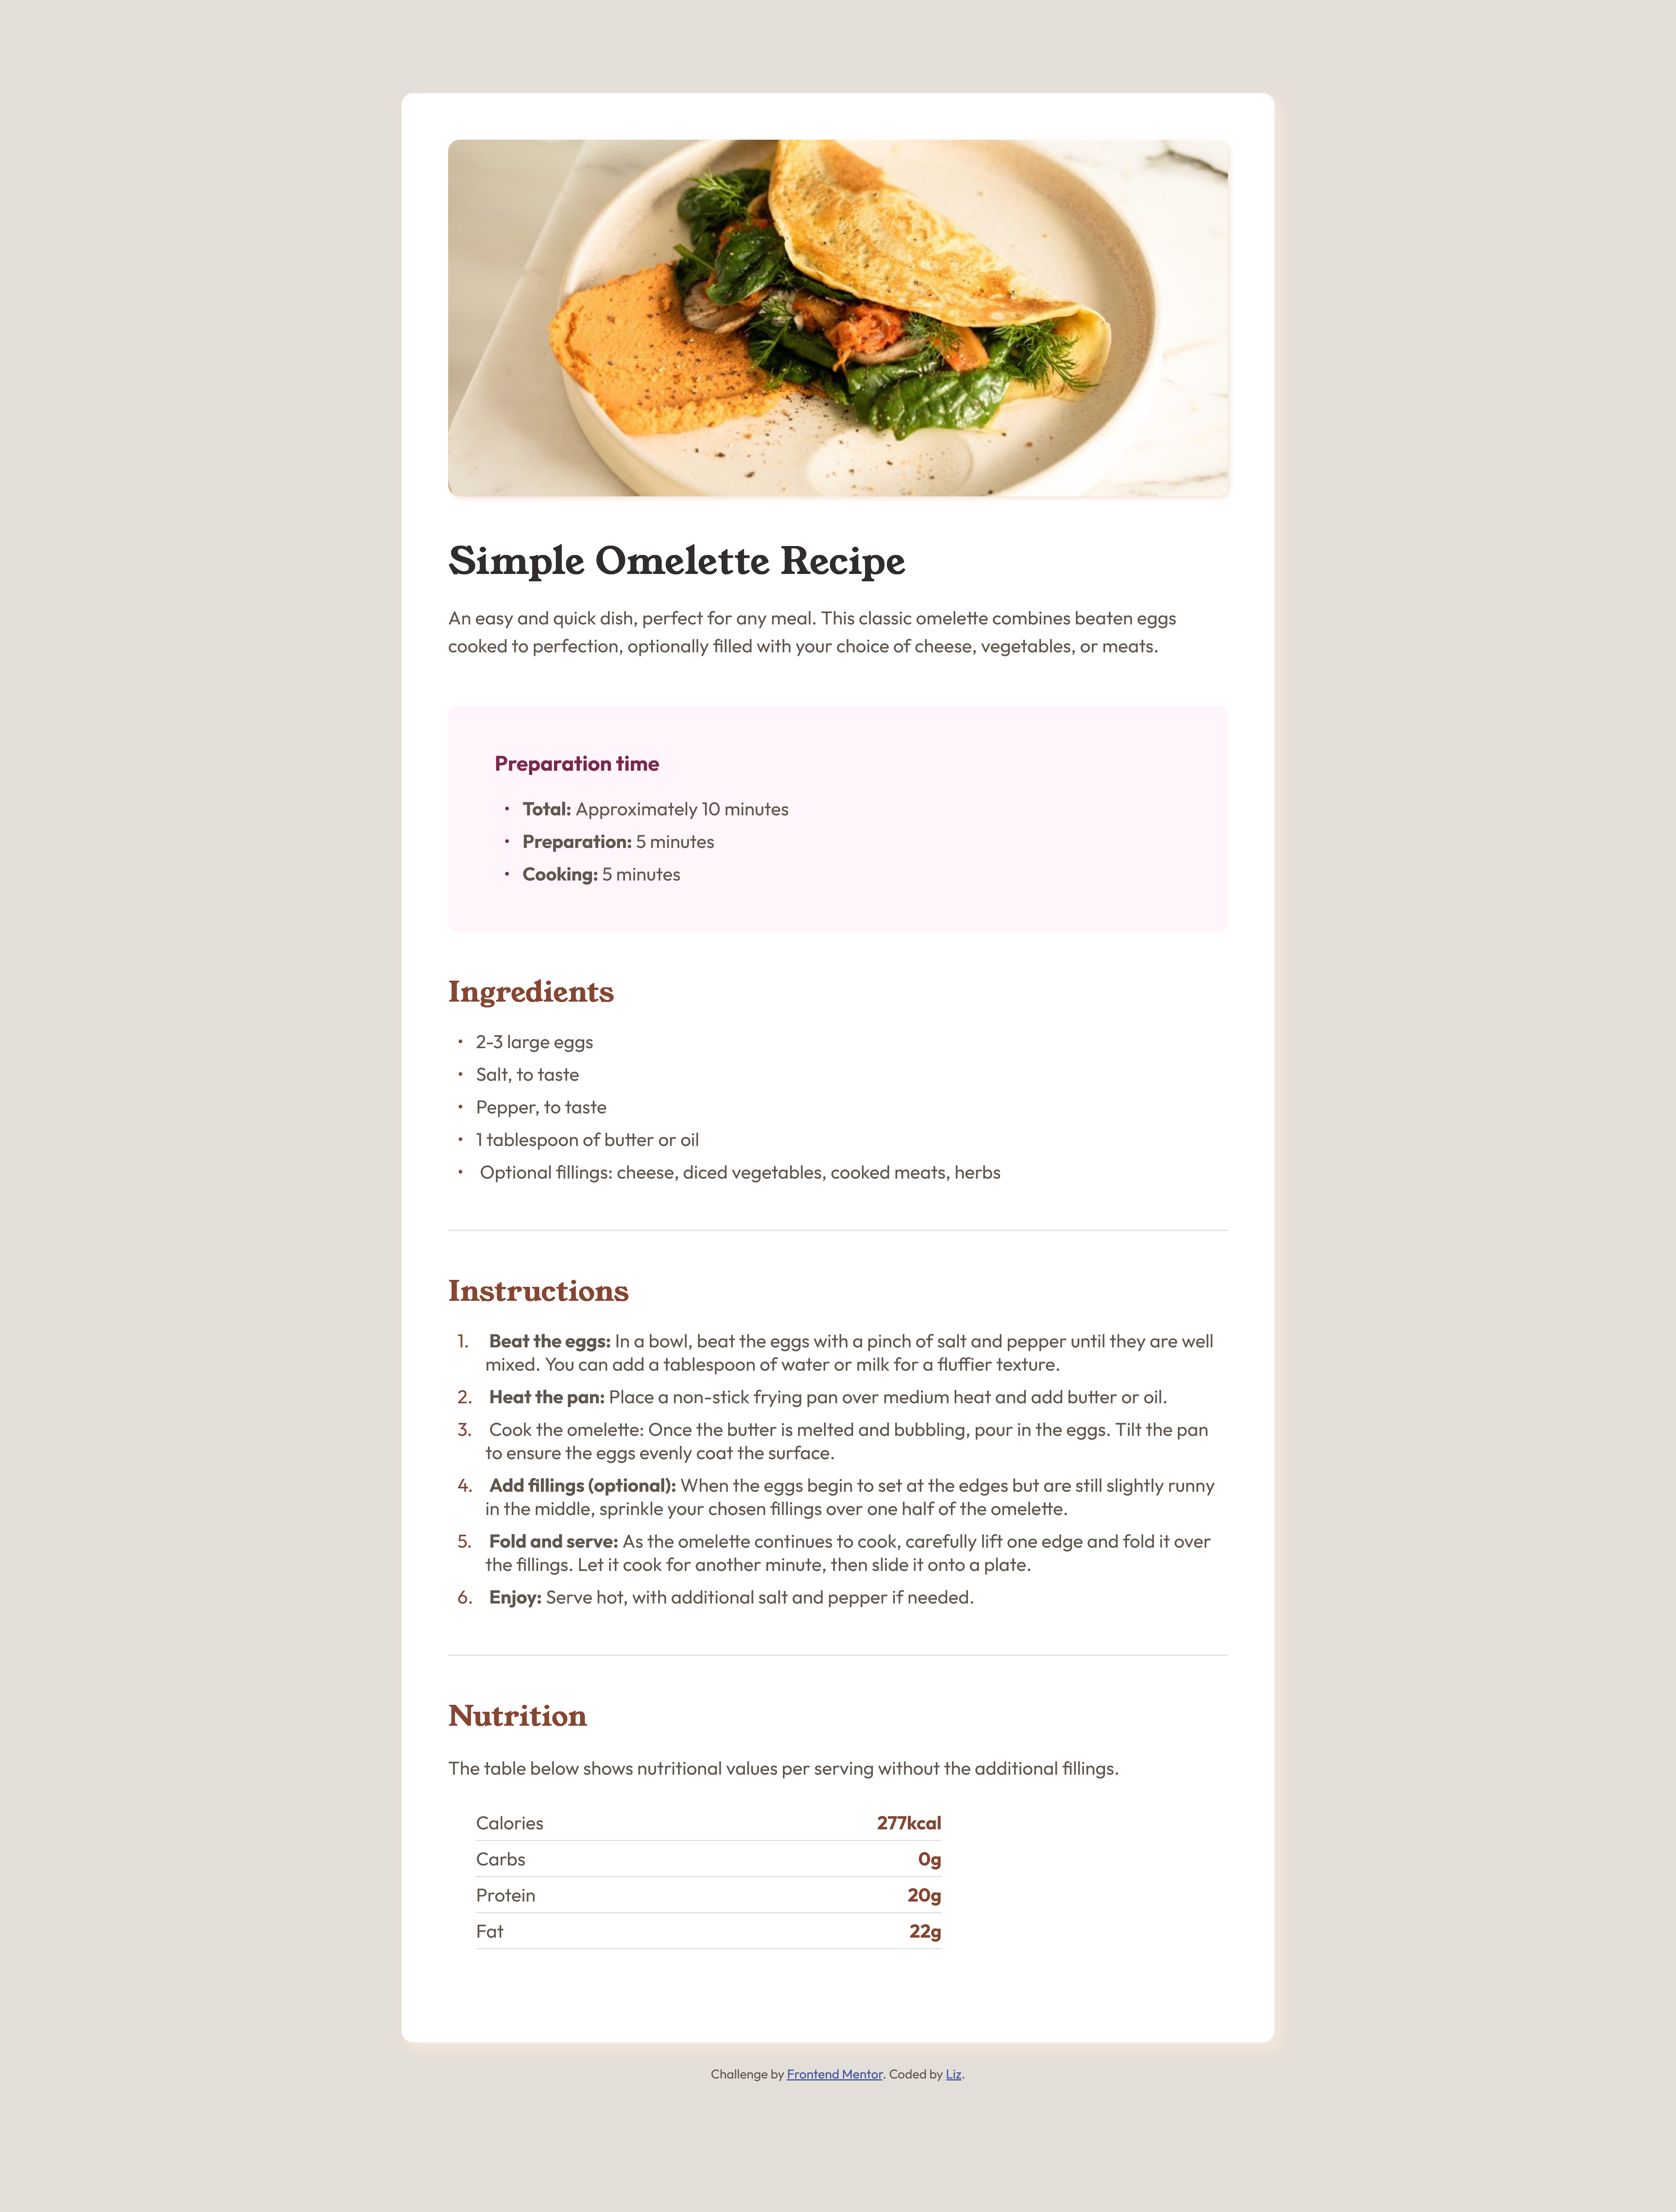 Simple Omelette Recipe
An easy and quick dish, perfect for any meal. This classic omelette combines beaten eggs
cooked to perfection, optionally filled with your choice of cheese, vegetables, or meats.
Preparation time
• Total: Approximately 10 minutes
• Preparation: 5 minutes
• Cooking: 5 minutes
Ingredients
• 2-3 large eggs
• Salt, to taste
• Pepper, to taste
• 1 tablespoon of butter or oil
• Optional fillings: cheese, diced vegetables, cooked meats, herbs
Instructions
1. Beat the eggs: In a bowl, beat the eggs with a pinch of salt and pepper until they are well
mixed. You can add a tablespoon of water or milk for a fluffier texture.
2. Heat the pan: Place a non-stick frying pan over medium heat and add butter or oil.
3. Cook the omelette: Once the butter is melted and bubbling, pour in the eggs. Tilt the pan
to ensure the eggs evenly coat the surface.
4. Add fillings (optional): When the eggs begin to set at the edges but are still slightly runny
in the middle, sprinkle your chosen fillings over one half of the omelette.
5. Fold and serve: As the omelette continues to cook, carefully lift one edge and fold it over
the fillings. Let it cook for another minute, then slide it onto a plate.
6. Enjoy: Serve hot, with additional salt and pepper if needed.
Nutrition
The table below shows nutritional values per serving without the additional fillings.
Calories 277kcal
Carbs 0g
Protein 20g
Fat 22g
Challenge by Frontend Mentor. Coded by Liz.